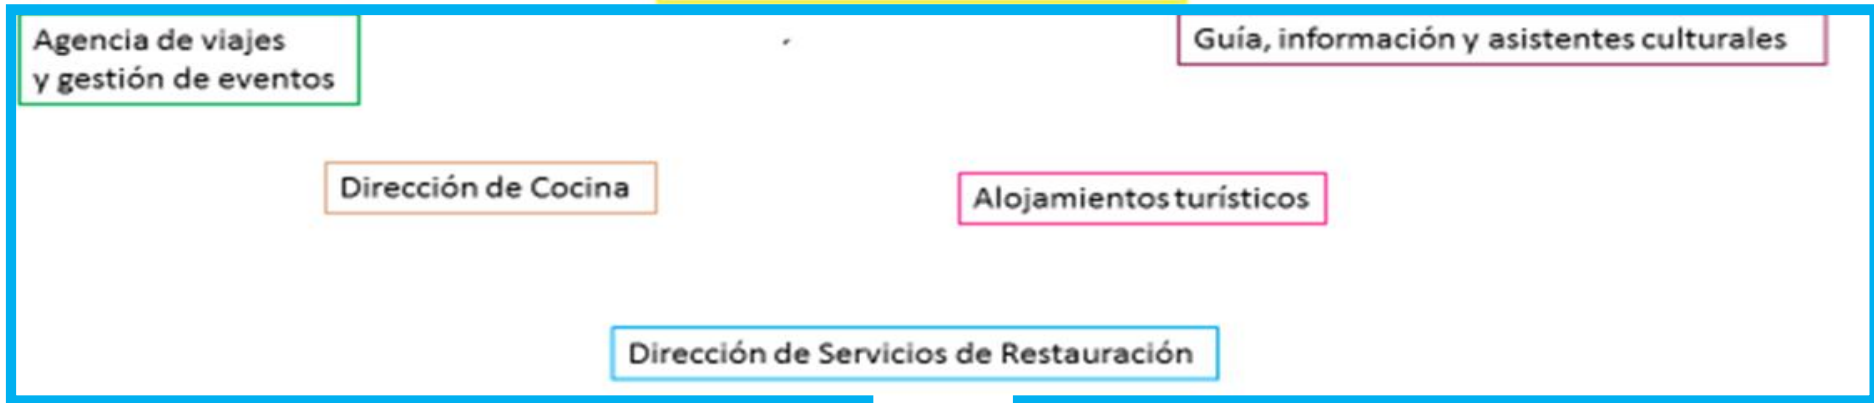 Agencia de viajes
y gestión de eventos
Guía, información y asistentes culturales
Dirección de Cocina
Alojamientos turísticos
Dirección de Servicios de Restauración